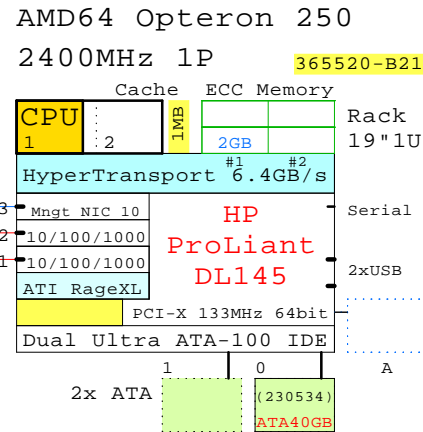 AMD64 Opteron 250
2400MHz 1P
365520-B21
Cache ECC Memory
CPU
1MB
Rack
1
2
2GB
19"1U
#1 #2
HyperTransport 6.4GB/s
3 Mngt NIC 10
HP
Serial
2 10/100/1000
ProLiant
1 10/100/1000
DL145
2xUSB
ATI RageXL
PCI-X 133MHz 64bit
Dual Ultra ATA-100 IDE
1 0 A
2x ATA
(230534)
ATA40GB